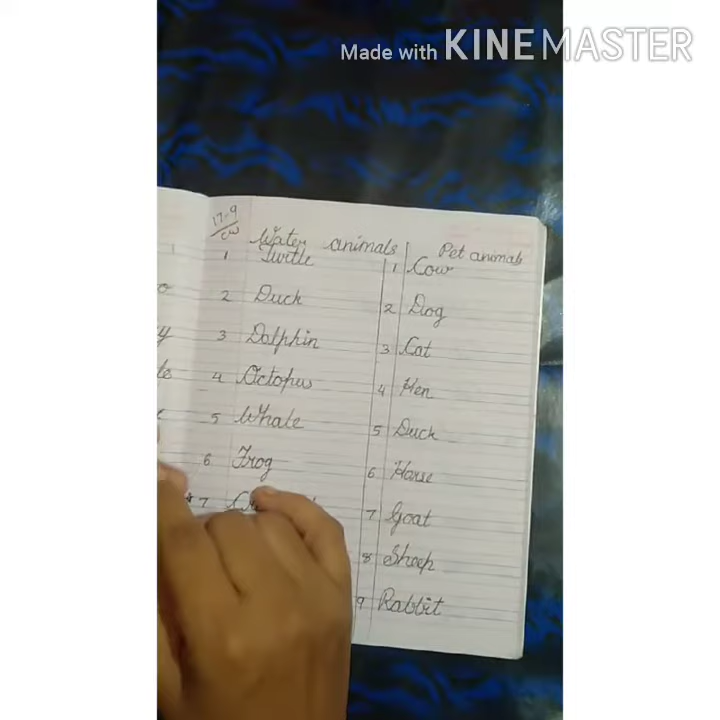 Made with KINEMASTER
17-9
CW
Water animals
1 Turtle
2 Duck
3 Dolphin
4 Octopus
5 Whale
6 Frog
7
Pet animals
1 Cow
2 Dog
3 Cat
4 Hen
5 Duck
6 Horse
7 Goat
8 Sheep
9 Rabbit